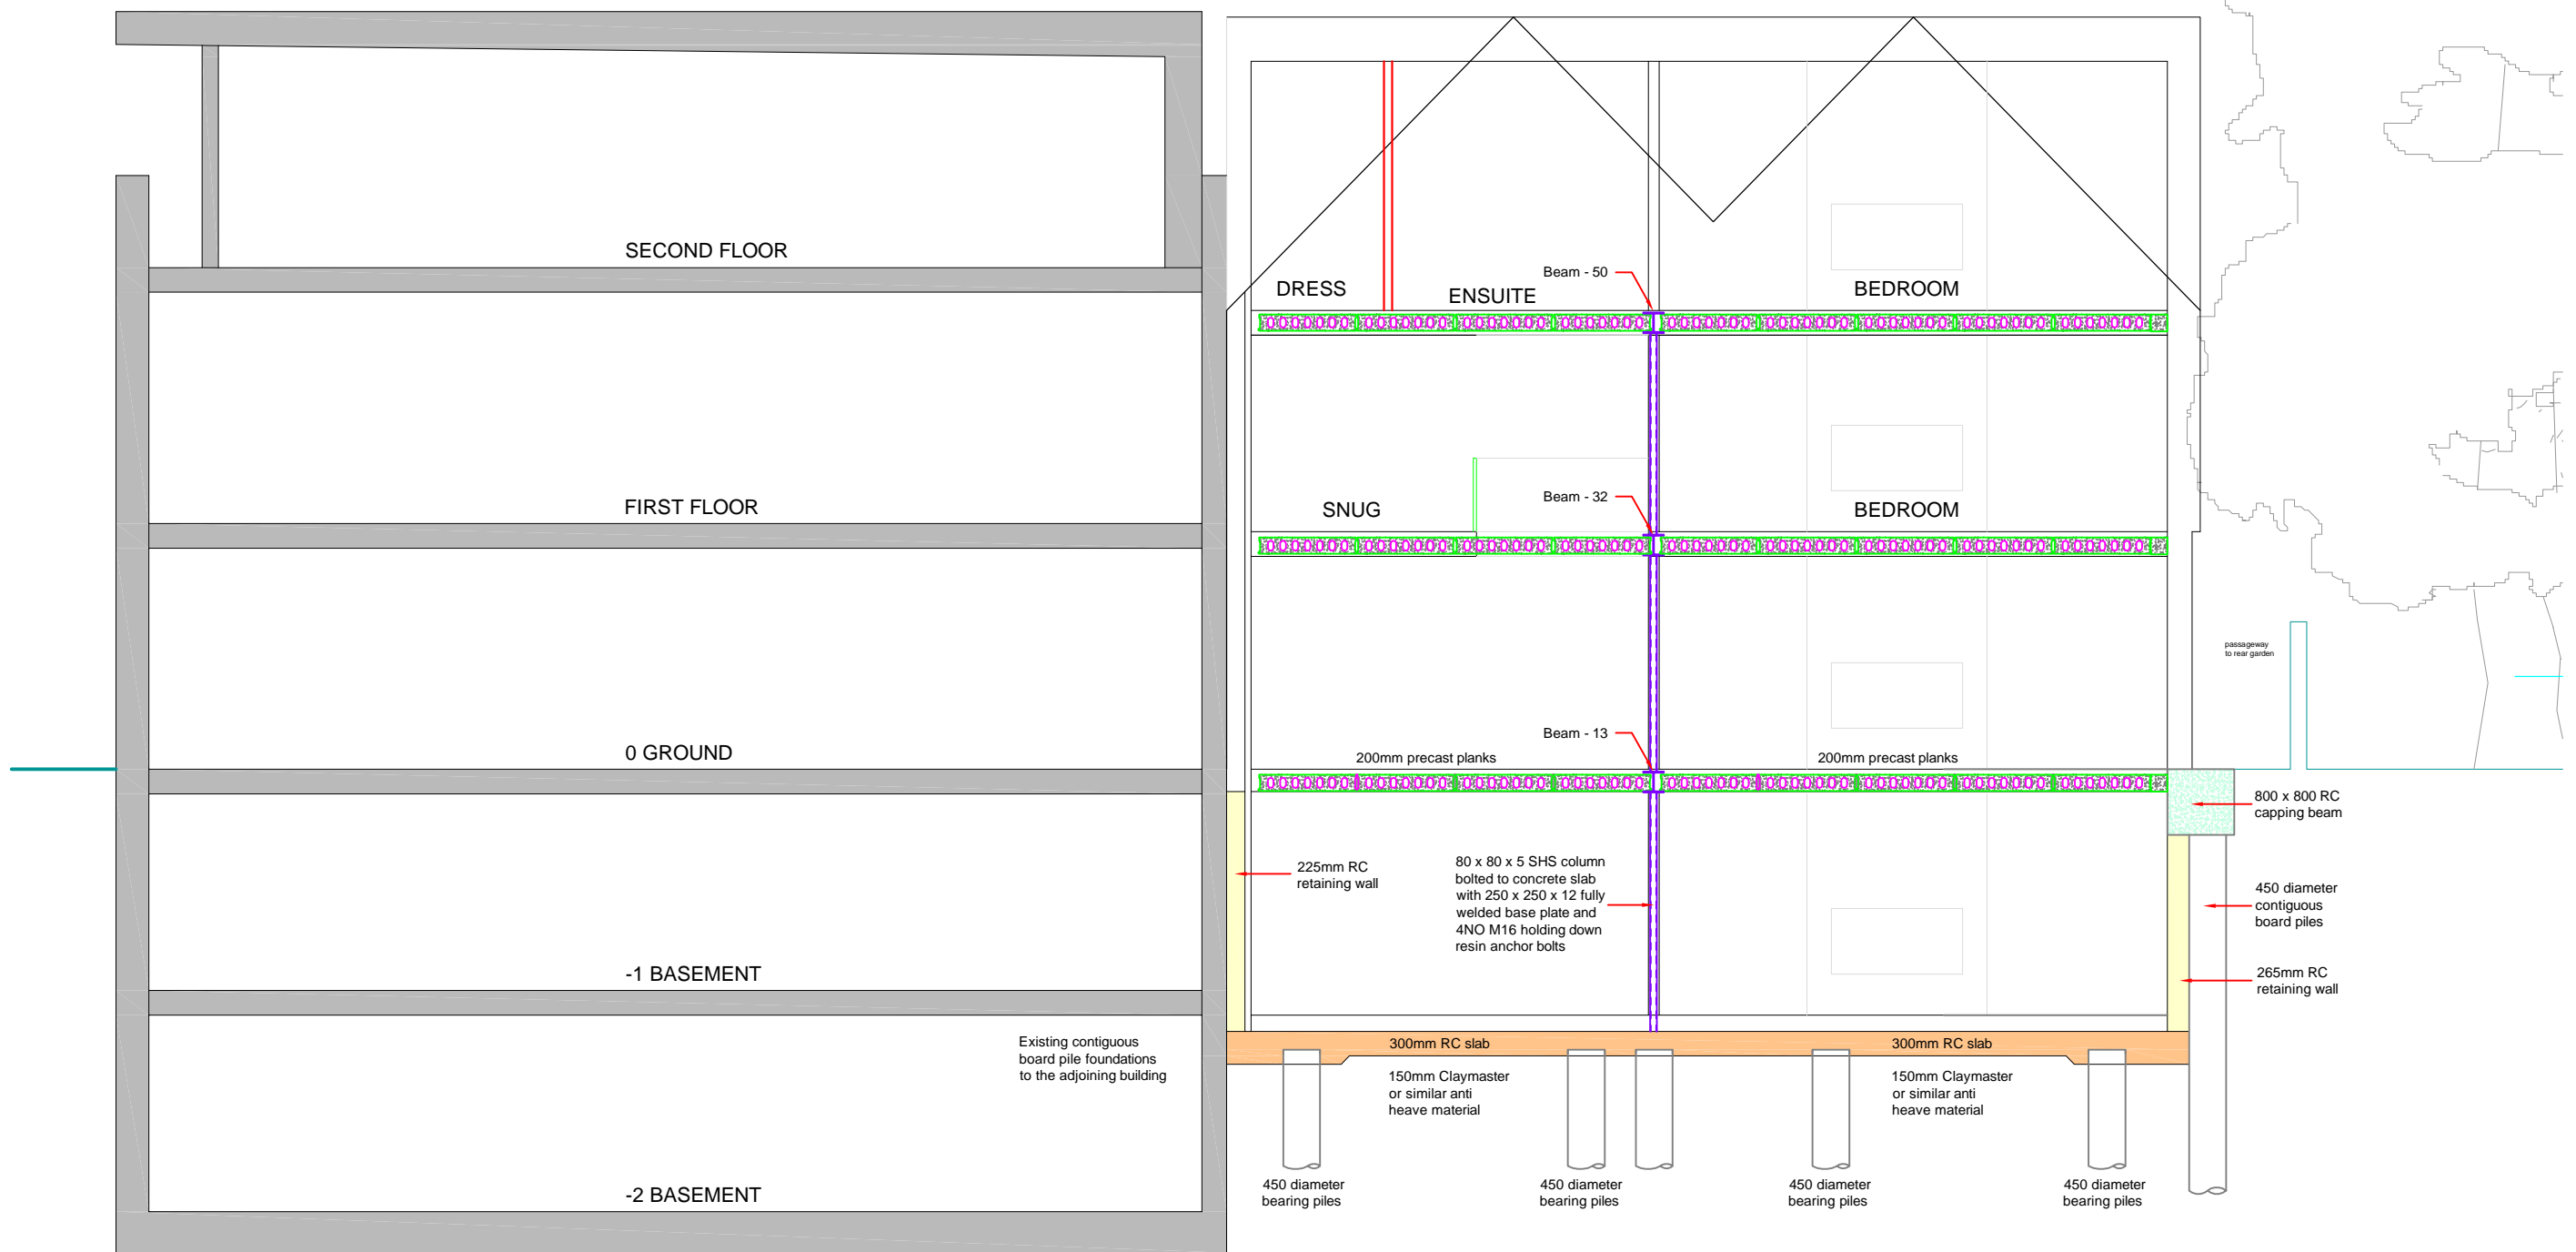 SECOND FLOOR
FIRST FLOOR
0 GROUND
-1 BASEMENT
Existing contiguous
board pile foundations
to the adjoining building
-2 BASEMENT
DRESS
ENSUITE
Beam - 50
BEDROOM
SNUG
Beam - 32
BEDROOM
Beam - 13
200mm precast planks
200mm precast planks
passageway
to rear garden
800 x 800 RC
capping beam
225mm RC
retaining wall
80 x 80 x 5 SHS column
bolted to concrete slab
with 250 x 250 x 12 fully
welded base plate and
4NO M16 holding down
resin anchor bolts
450 diameter
contiguous
board piles
265mm RC
retaining wall
300mm RC slab
300mm RC slab
150mm Claymaster
or similar anti
heave material
150mm Claymaster
or similar anti
heave material
450 diameter
bearing piles
450 diameter
bearing piles
450 diameter
bearing piles
450 diameter
bearing piles